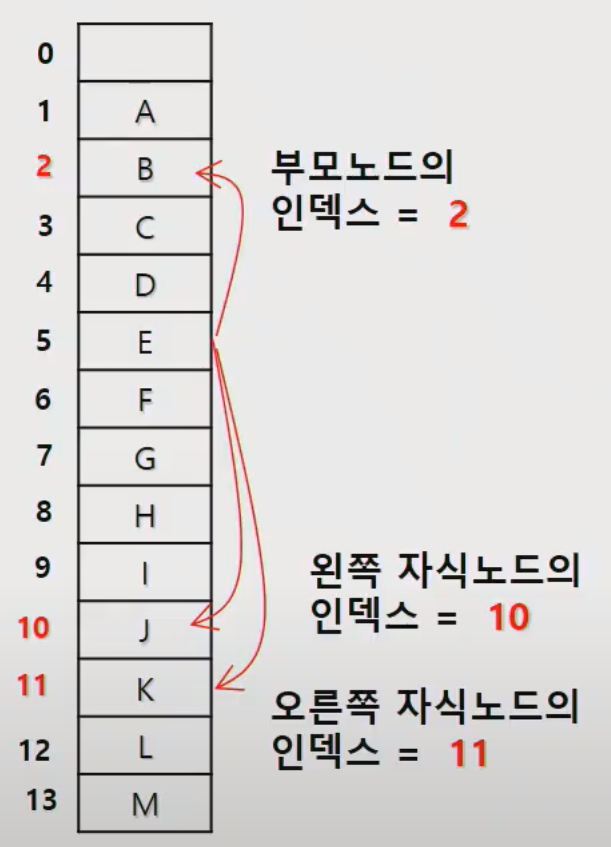 0
1 A
2 B
부모노드의
인덱스 = 2
3 C
4 D
5 E
6 F
7 G
8 H
9 I
왼쪽 자식노드의
인덱스 = 10
10 J
11 K
오른쪽 자식노드의
인덱스 = 11
12 L
13 M